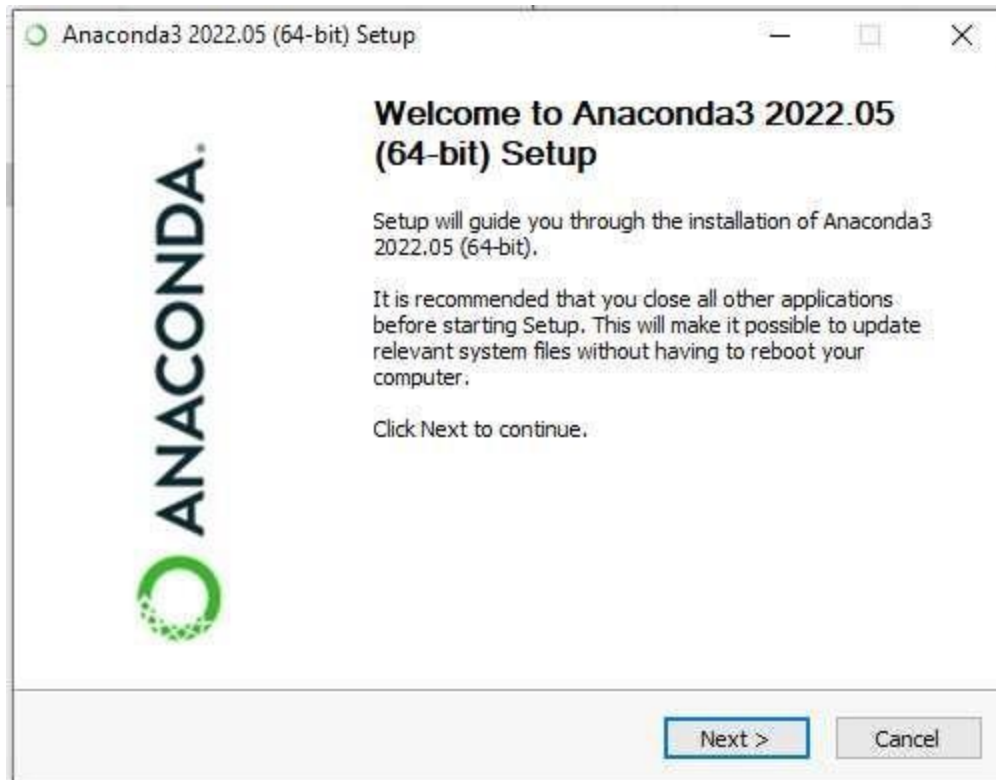 Anaconda3 2022.05 (64-bit) Setup
Welcome to Anaconda3 2022.05
(64-bit) Setup
Setup will guide you through the installation of Anaconda3
2022.05 (64-bit).
It is recommended that you close all other applications
before starting Setup. This will make it possible to update
relevant system files without having to reboot your
computer.
Click Next to continue.
ANACONDA.
Next >
Cancel